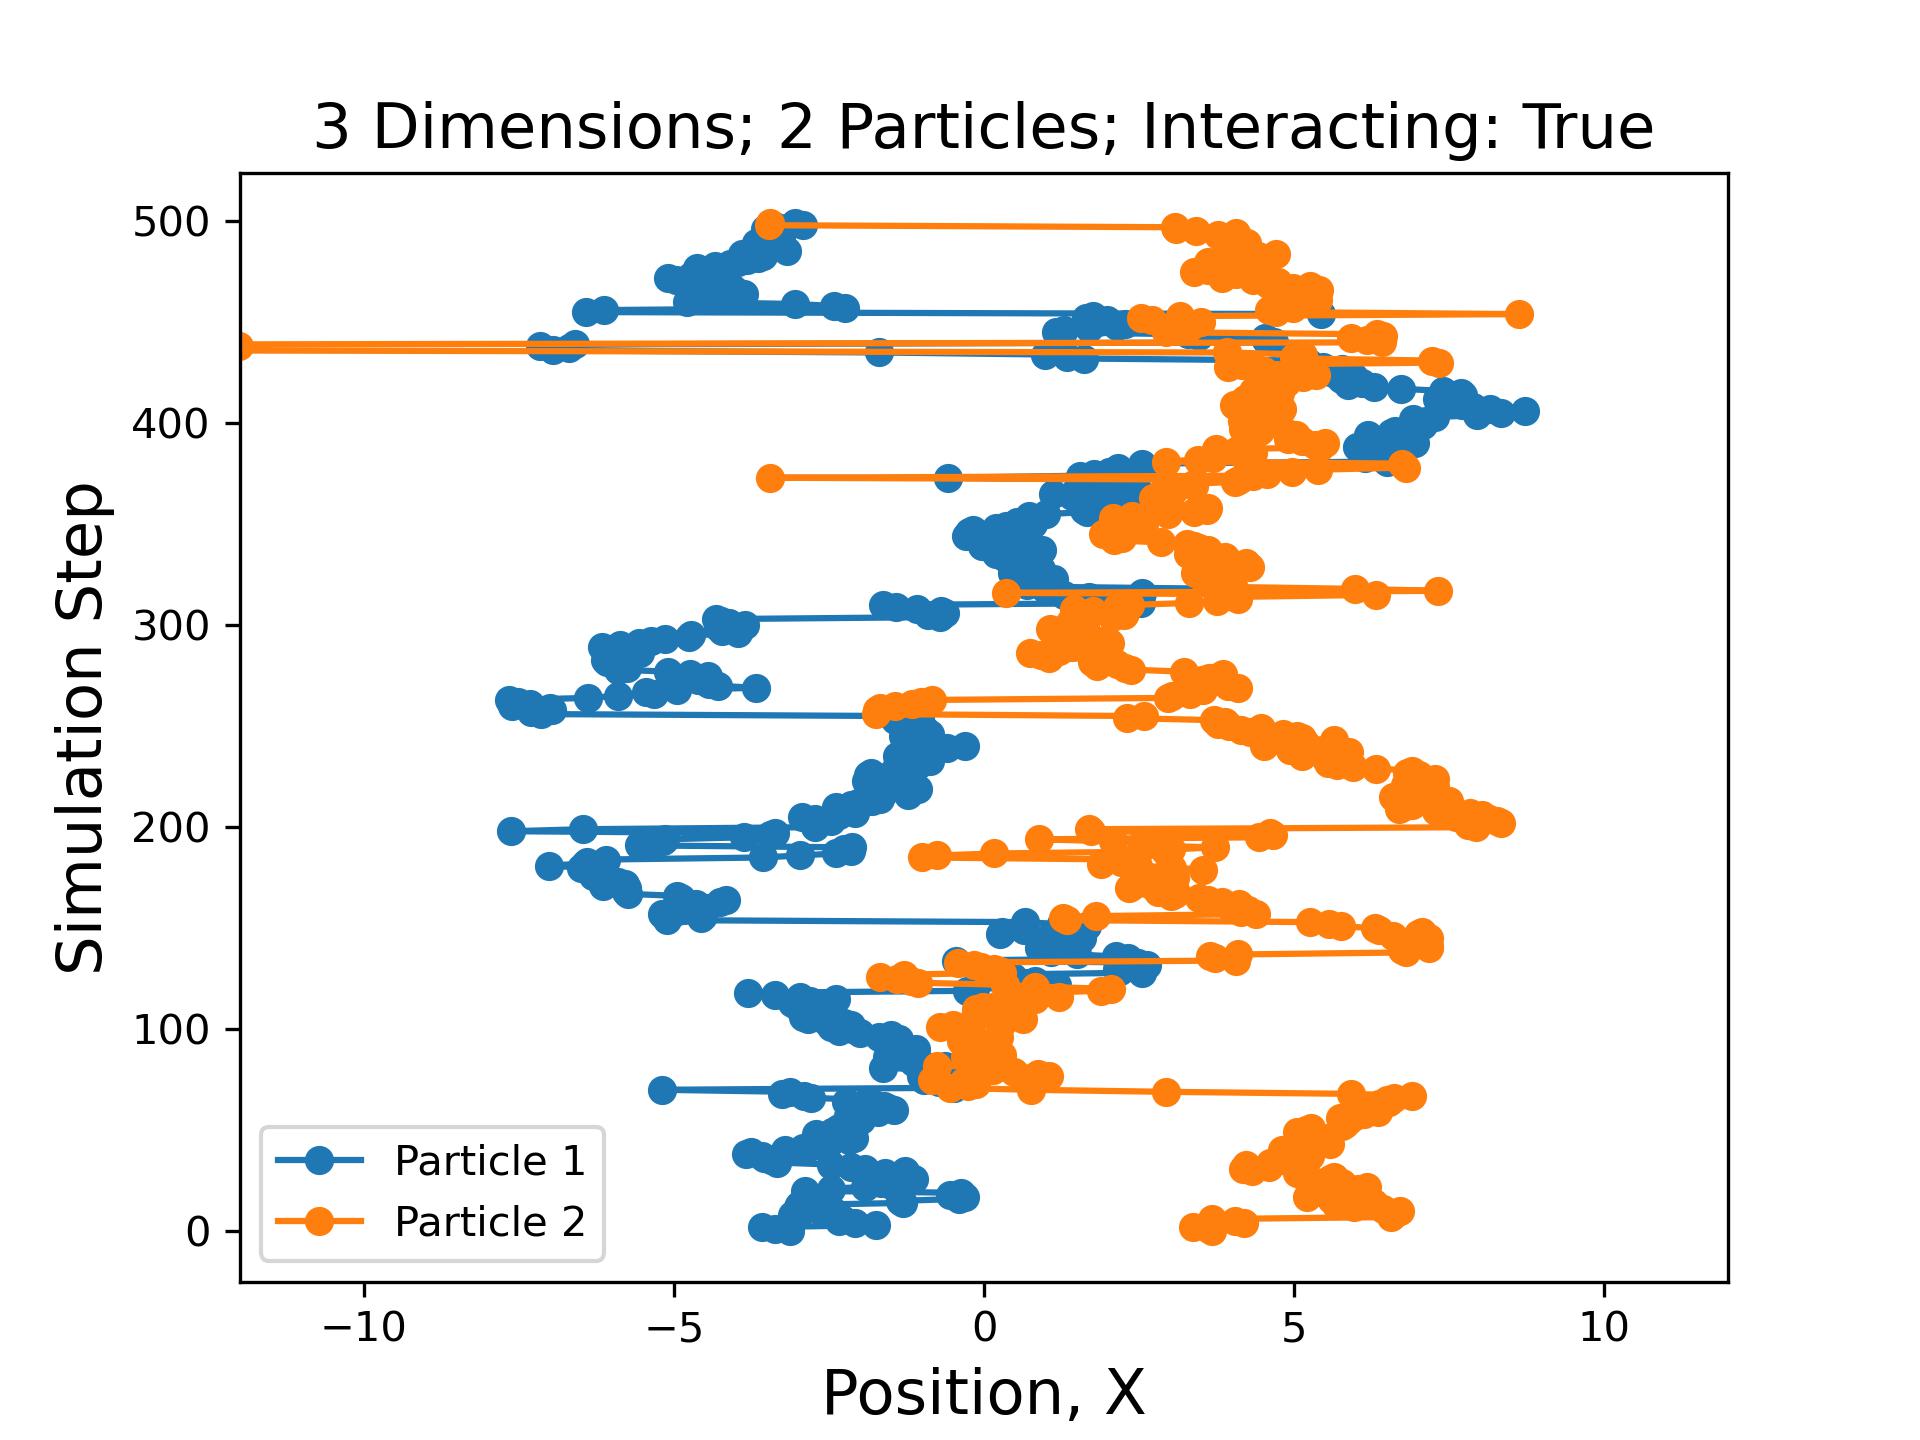 3 Dimensions; 2 Particles; Interacting: True
Simulation Step
500
400
300
200
100
0
Particle 1
Particle 2
−10
−5
0
5
10
Position, X